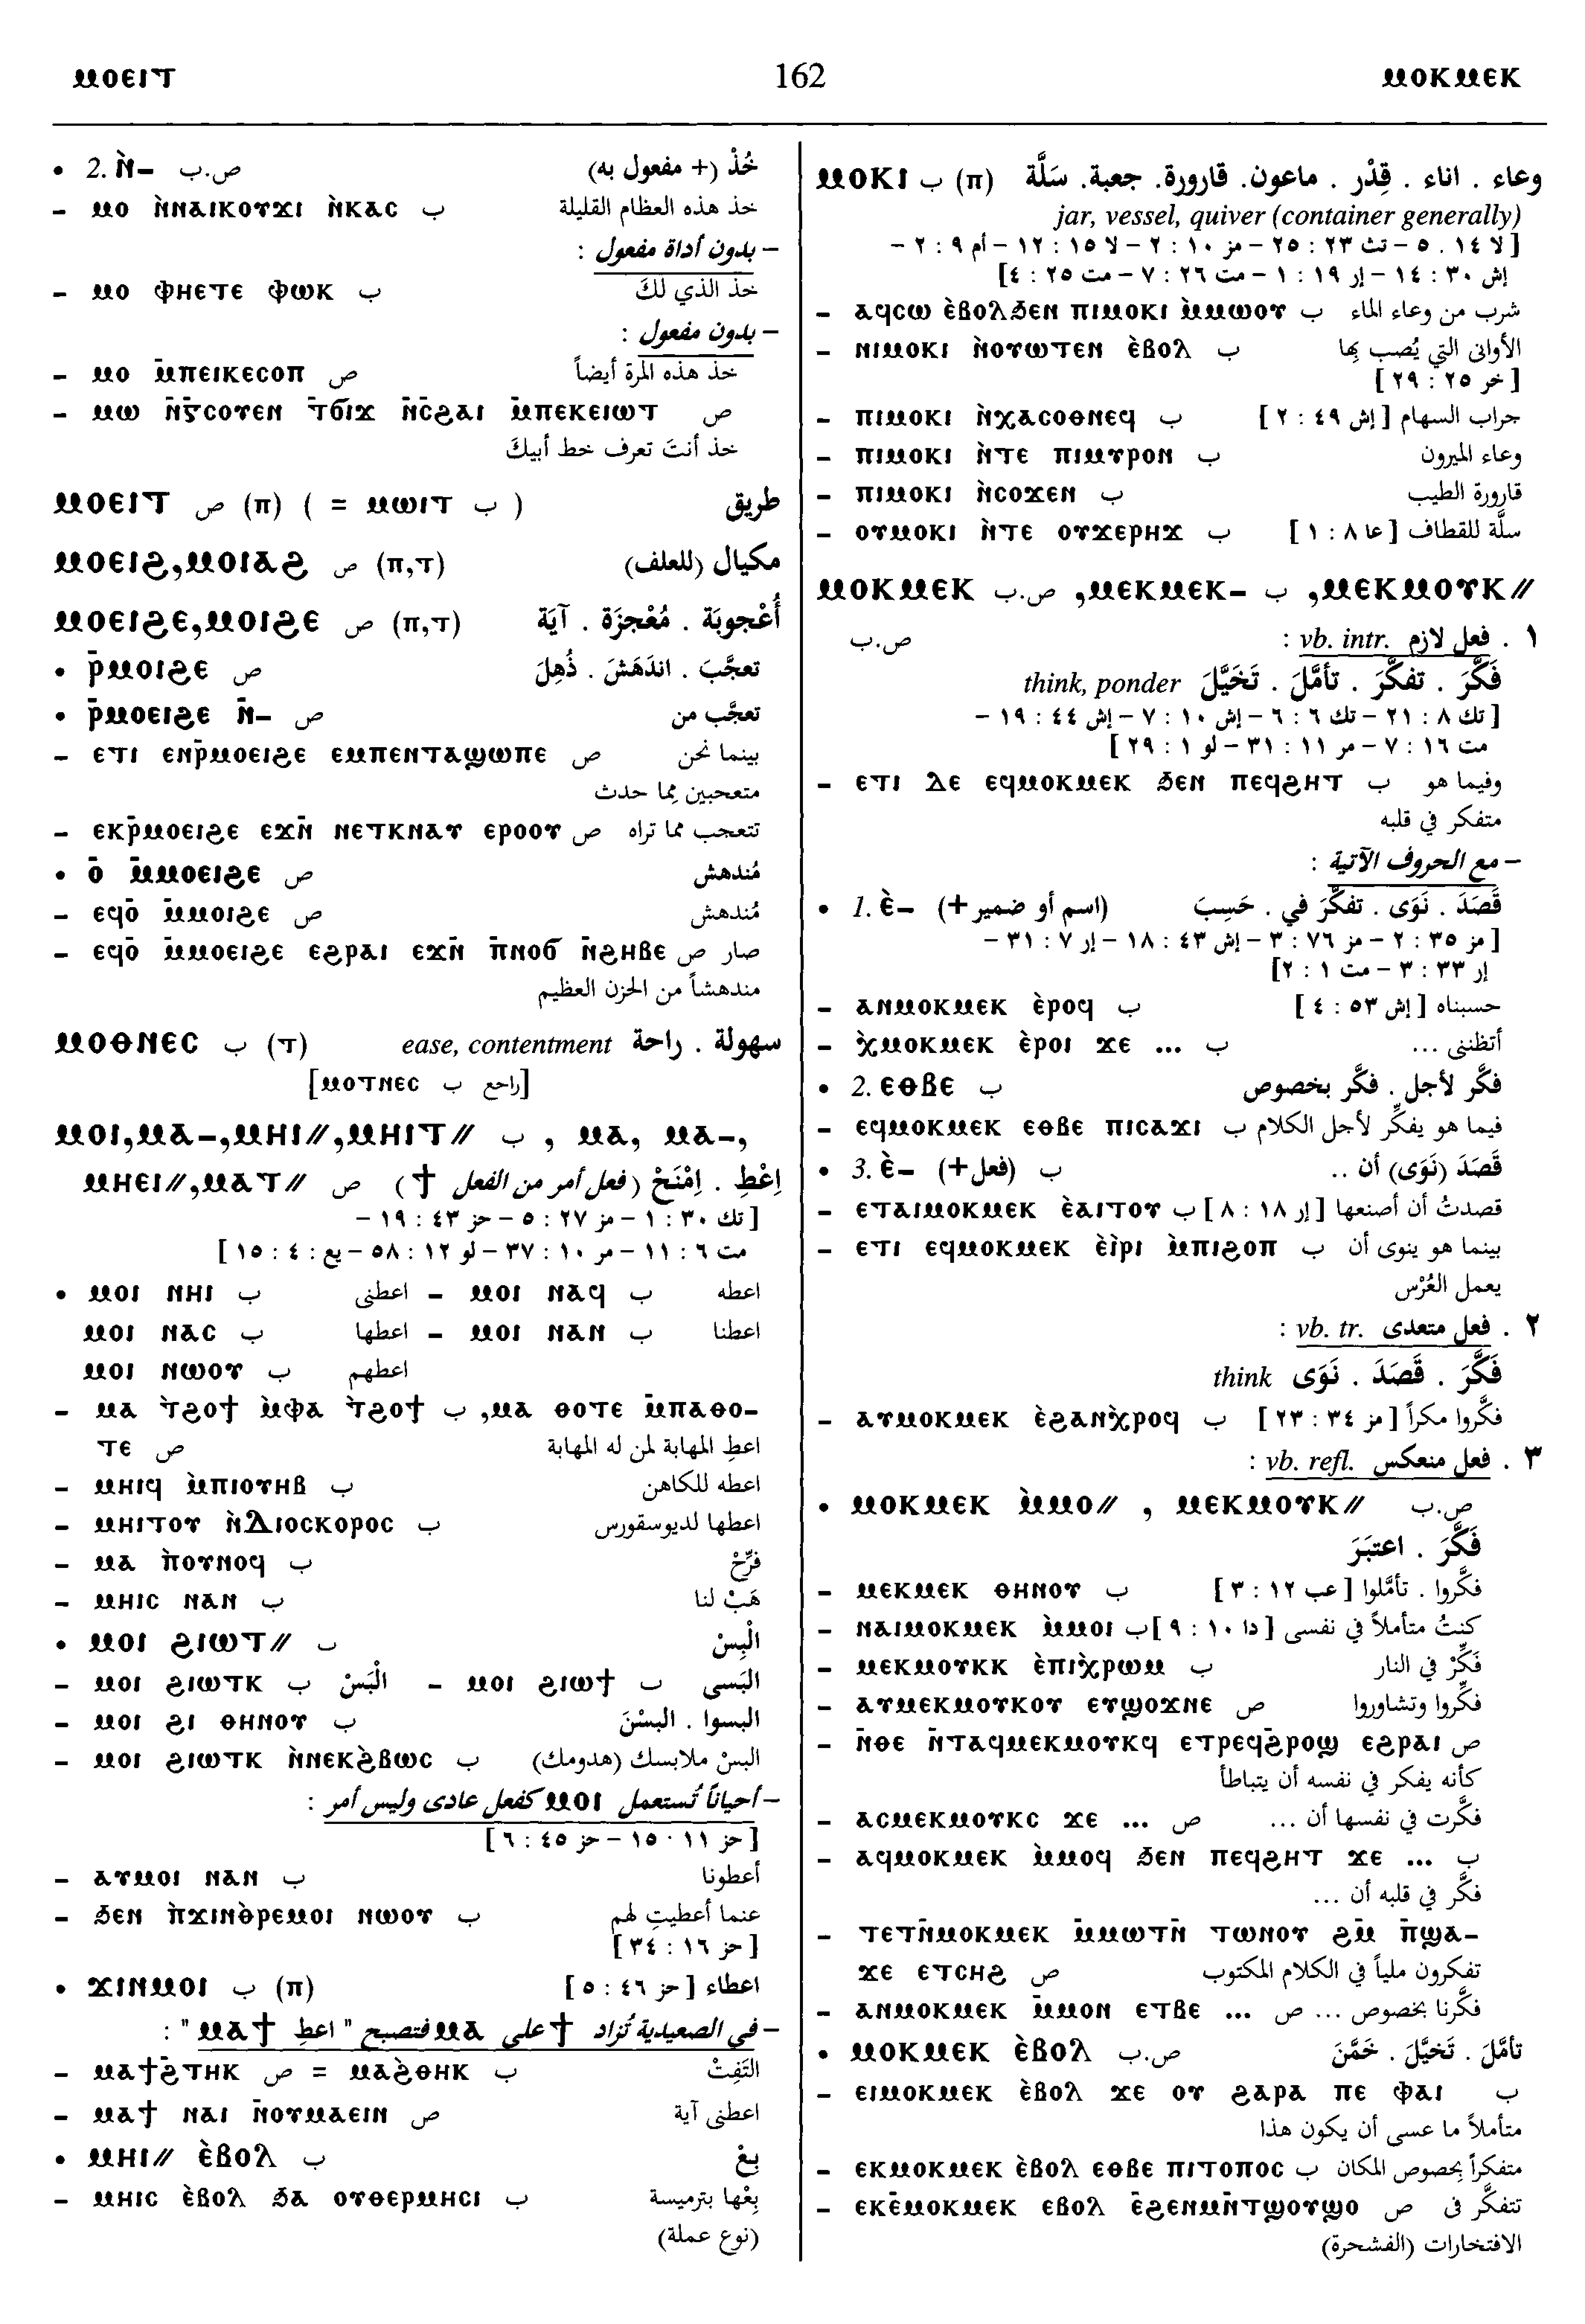 ⲙⲟⲉⲓⲧ 162 ⲙⲟⲕⲙⲉⲕ
• 2. ⲛ̀- ص.ب خُذْ (+ مفعول به)
– ⲙⲟ ⲛ̀ⲛⲁⲓⲕⲟⲩϫⲓ ⲛ̀ⲕⲁⲥ ب خذ هذه العظام القليلة
– بدون أداة مفعول :
– ⲙⲟ ⲫⲏⲉⲧⲉ ⲫⲱⲕ ب خذ الذي لكَ
– بدون مفعول :
– ⲙⲟ ⲙ̄ⲡⲉⲓⲕⲉⲥⲟⲡ ص خذ هذه المرة أيضاً
– ⲙⲱ ⲛ̄ⲅ̄ⲥⲟⲩⲉⲛ ⲧ̄ϭⲓϫ ⲛ̄ⲥ̄ϩⲁⲓ ⲙ̄ⲡⲉⲕⲉⲓⲱⲧ ص
خذ أنتَ تعرف خط أبيكَ
ⲙⲟⲉⲓⲧ ص (ⲡ) ( = ⲙⲱⲓⲧ ب ) طريق
ⲙⲟⲉⲓϩ,ⲙⲟⲓⲁϩ ص (ⲡ,ⲧ) مكيال (للعلف)
ⲙⲟⲉⲓϩⲉ,ⲙⲟⲓϩⲉ ص (ⲡ,ⲧ) أُعْجوبَة . مُعْجزَة . آيَة
• ⲣ̄ⲙⲟⲓϩⲉ ص تعجَّبَ . اندَهَشَ . ذُهِلَ
• ⲣ̄ⲙⲟⲉⲓϩⲉ ⲛ̄- ص تعجَّب من
– ⲉⲧⲓ ⲉⲛⲣ̄ⲙⲟⲉⲓϩⲉ ⲉⲙⲡⲉⲛⲧⲁϣⲱⲡⲉ ص بينما نحن
متعجبين مِما حدث
– ⲉⲕⲣ̄ⲙⲟⲉⲓϩⲉ ⲉϫⲛ̄ ⲛⲉⲧⲕⲛⲁⲩ ⲉⲣⲟⲟⲩ ص تتعجب مما تراه
• ⲟ̄ ⲙ̄ⲙⲟⲉⲓϩⲉ ص مُندهش
– ⲉϥⲟ̄ ⲙ̄ⲙⲟⲓϩⲉ ص مُندهش
– ⲉϥⲟ̄ ⲙ̄ⲙⲟⲉⲓϩⲉ ⲉϩⲣⲁⲓ ⲉϫⲛ̄ ⲡ̄ⲛⲟϭ ⲛ̄ϩⲏⲃⲉ ص صار
مندهشاً من الحزن العظيم
ⲙⲟⲑⲛⲉⲥ ب (ⲧ) ease, contentment سهولة . راحة
[راجع ب ⲙⲟⲧⲛⲉⲥ]
ⲙⲟⲓ,ⲙⲁ-,ⲙⲏⲓ//,ⲙⲏⲓⲧ// ب , ⲙⲁ, ⲙⲁ-,
ⲙⲏⲉⲓ//,ⲙⲁⲧ// ص اِعْطِ . اِمْنَحْ (فعل أمر من الفعل ϯ)
[تك ٣٠ : ١ – مز ٢٧ : ٥ – حز ٤٣ : ١٩ –
مت ٦ : ١١ – مر ١٠ : ٣٧ – لو ١٢ : ٥٨ – يع : ٤ : ١٥ ]
• ⲙⲟⲓ ⲛⲏⲓ ب اعطنى – ⲙⲟⲓ ⲛⲁϥ ب اعطه
ⲙⲟⲓ ⲛⲁⲥ ب اعطها – ⲙⲟⲓ ⲛⲁⲛ ب اعطنا
ⲙⲟⲓ ⲛⲱⲟⲩ ب اعطهم
– ⲙⲁ ⲧ̀ϩⲟϯ ⲙ̀ⲫⲁ ⲧ̀ϩⲟϯ ب ,ⲙⲁ ⲑⲟⲧⲉ ⲙ̄ⲡⲁⲑⲟ-
ⲧⲉ ص اعطِ المهابة لمن له المهابة
– ⲙⲏⲓϥ ⲙ̀ⲡⲓⲟⲩⲏⲃ ب اعطه للكاهن
– ⲙⲏⲓⲧⲟⲩ ⲛ̀ⲇⲓⲟⲥⲕⲟⲣⲟⲥ ب اعطها لديوسقورس
– ⲙⲁ ⲡ̀ⲟⲩⲛⲟϥ ب فرِّحْ
– ⲙⲏⲓⲥ ⲛⲁⲛ ب هَبْ لنا
• ⲙⲟⲓ ϩⲓⲱⲧ// ب الْبِسْ
– ⲙⲟⲓ ϩⲓⲱⲧⲕ ب الْبَسْ – ⲙⲟⲓ ϩⲓⲱϯ ب البَسى
– ⲙⲟⲓ ϩⲓ ⲑⲏⲛⲟⲩ ب البسوا . البسْنَ
– ⲙⲟⲓ ϩⲓⲱⲧⲕ ⲛ̀ⲛⲉⲕϩ̀ⲃⲱⲥ ب البسْ ملابسك (هدومك)
– أحياناً تُستعمل ⲙⲟⲓ كفعل عادى وليس أمر :
[حز ١١ · ١٥ – حز ٤٥ : ٦ ]
– ⲁⲩⲙⲟⲓ ⲛⲁⲛ ب أعطونا
– ϧⲉⲛ ⲡ̀ϫⲓⲛⲑ̀ⲣⲉⲙⲟⲓ ⲛⲱⲟⲩ ب عنما أعطيتِ لهم
[حز ١٦ : ٣٤ ]
• ϫⲓⲛⲙⲟⲓ ب (ⲡ) اعطاء [حز ٤٦ : ٥ ]
– في الصعيدية تُزاد ϯ على ⲙⲁ فتصبح " اعطِ ⲙⲁϯ " :
– ⲙⲁϯϩ̄ⲧⲏⲕ ص = ⲙⲁϩ̀ⲑⲏⲕ ب التَفِتْ
– ⲙⲁϯ ⲛⲁⲓ ⲛ̄ⲟⲩⲙⲁⲉⲓⲛ ص اعطنى آية
• ⲙⲏⲓ// ⲉ̀ⲃⲟⲗ ب بِعْ
– ⲙⲏⲓⲥ ⲉ̀ⲃⲟⲗ ϧⲁ ⲟⲩⲑⲉⲣⲙⲏⲥⲓ ب بِعْها بترميسة
(نوع عملة)
ⲙⲟⲕⲓ ب (ⲡ) وعاء . اناء . قِدْر . ماعون. قارورة. جعبة. سَلَّة
jar, vessel, quiver (container generally)
[لا ١٤ . ٥ – تث ٢٣ : ٢٥ – مز ١٠ : ٢ – لا ١٥ : ١٢ – أم ٩ : ٢ –
إش ٣٠ : ١٤ – إر ١٩ : ١ – مت ٢٦ : ٧ – مت ٢٥ : ٤]
– ⲁϥⲥⲱ ⲉ̀ⲃⲟⲗϧⲉⲛ ⲡⲓⲙⲟⲕⲓ ⲙ̀ⲙⲱⲟⲩ ب شرب من وعاء الماء
– ⲛⲓⲙⲟⲕⲓ ⲛ̀ⲟⲩⲱⲧⲉⲛ ⲉ̀ⲃⲟⲗ ب الأوانى التي يُصب بها
[خر ٢٥ : ٢٩ ]
– ⲡⲓⲙⲟⲕⲓ ⲛ̀ⲭⲁⲥⲟⲑⲛⲉϥ ب جراب السهام [إش ٤٩ : ٢ ]
– ⲡⲓⲙⲟⲕⲓ ⲛ̀ⲧⲉ ⲡⲓⲙⲩⲣⲟⲛ ب وعاء الميرون
– ⲡⲓⲙⲟⲕⲓ ⲛ̀ⲥⲟϫⲉⲛ ب قارورة الطيب
– ⲟⲩⲙⲟⲕⲓ ⲛ̀ⲧⲉ ⲟⲩϫⲉⲣⲏϫ ب سلَّة للقطاف [عا ٨ : ١ ]
ⲙⲟⲕⲙⲉⲕ ص.ب ,ⲙⲉⲕⲙⲉⲕ- ب ,ⲙⲉⲕⲙⲟⲩⲕ//
ص.ب ١ . فعل لازم vb. intr. :
فَكَّرَ . تفكَّرَ . تأمَّلَ . تَخَيَّلَ think, ponder
[تك ٨ : ٢١ – تك ٦ : ٦ – إش ١٠ : ٧ – إش ٤٤ : ١٩ –
مت ١٦ : ٧ – مر ١١ : ٣١ – لو ١ : ٢٩ ]
– ⲉⲧⲓ ⲇⲉ ⲉϥⲙⲟⲕⲙⲉⲕ ϧⲉⲛ ⲡⲉϥϩⲏⲧ ب وفيما هو
متفكر في قلبه
– مع الحروف الآتية :
• 1. ⲉ̀- (+اسم أو ضمير) قَصَدَ . نَوَى . تفكَّرَ في . حَسِبَ
[مز ٣٥ : ٢ – مز ٧٦ : ٣ – إش ٤٣ : ١٨ – إر ٧ : ٣١ –
إر ٣٣ : ٣ – مت ١ : ٢]
– ⲁⲛⲙⲟⲕⲙⲉⲕ ⲉ̀ⲣⲟϥ ب حسبناه [إش ٥٣ : ٤ ]
– ⲭ̀ⲙⲟⲕⲙⲉⲕ ⲉ̀ⲣⲟⲓ ϫⲉ ... ب أتظننى ...
• 2. ⲉⲑⲃⲉ ب فكَّر لأجل . فكَّر بخصوص
– ⲉϥⲙⲟⲕⲙⲉⲕ ⲉⲑⲃⲉ ⲡⲓⲥⲁϫⲓ ب فيما هو يفكِّر لأجل الكلام
• 3. ⲉ̀- (+فعل) ب قَصَدَ (نَوَى) أن ..
– ⲉⲧⲁⲓⲙⲟⲕⲙⲉⲕ ⲉ̀ⲁⲓⲧⲟⲩ ب قصدتُ أن أصنعها [إر ١٨ : ٨ ]
– ⲉⲧⲓ ⲉϥⲙⲟⲕⲙⲉⲕ ⲉ̀ⲓ̀ⲣⲓ ⲙ̀ⲡⲓϩⲟⲡ ب بينما هو ينوى أن
يعمل العُرْس
٢ . فعل متعدى vb. tr. :
فَكَّرَ . قَصَدَ . نَوَى think
– ⲁⲩⲙⲟⲕⲙⲉⲕ ⲉ̀ϩⲁⲛⲭ̀ⲣⲟϥ ب فكَّروا مكراً [مز ٣٤ : ٢٣ ]
٣ . فعل منعكس vb. refl. :
• ⲙⲟⲕⲙⲉⲕ ⲙ̀ⲙⲟ// , ⲙⲉⲕⲙⲟⲩⲕ// ص.ب
فَكَّرَ . اعتبَرَ
– ⲙⲉⲕⲙⲉⲕ ⲑⲏⲛⲟⲩ ب فكَّروا . تأمَّلوا [عب ١٢ : ٣ ]
– ⲛⲁⲓⲙⲟⲕⲙⲉⲕ ⲙ̀ⲙⲟⲓ ب كنتُ متأملاً في نفسى [دا ١٠ : ٩ ]
– ⲙⲉⲕⲙⲟⲩⲕⲕ ⲉ̀ⲡⲓⲭ̀ⲣⲱⲙ ب فَكِّرْ في النار
– ⲁⲩⲙⲉⲕⲙⲟⲩⲕⲟⲩ ⲉⲩϣⲟϫⲛⲉ ص فكَّروا وتشاوروا
– ⲛ̄ⲑⲉ ⲛ̄ⲧⲁϥⲙⲉⲕⲙⲟⲩⲕϥ ⲉⲧⲣⲉϥϩ̄ⲣⲟϣ ⲉϩⲣⲁⲓ ص
كأنه يفكر في نفسه أن يتباطأ
– ⲁⲥⲙⲉⲕⲙⲟⲩⲕⲥ ϫⲉ ... ص فكَّرت في نفسها أن ...
– ⲁϥⲙⲟⲕⲙⲉⲕ ⲙ̀ⲙⲟϥ ϧⲉⲛ ⲡⲉϥϩⲏⲧ ϫⲉ ... ب
فكَّر في قلبه أن ...
– ⲧⲉⲧⲛ̄ⲙⲟⲕⲙⲉⲕ ⲙ̄ⲙⲱⲧⲛ̄ ⲧⲱⲛⲟⲩ ϩⲙ̄ ⲡ̄ϣⲁ-
ϫⲉ ⲉⲧⲥⲏϩ ص تفكرون ملياً في الكلام المكتوب
– ⲁⲛⲙⲟⲕⲙⲉⲕ ⲙ̄ⲙⲟⲛ ⲉⲧⲃⲉ ... ص فكَّرنا بخصوص ...
• ⲙⲟⲕⲙⲉⲕ ⲉ̀ⲃⲟⲗ ص.ب تأمَّلَ . تَخيَّلَ . خَمَّنَ
– ⲉⲓⲙⲟⲕⲙⲉⲕ ⲉ̀ⲃⲟⲗ ϫⲉ ⲟⲩ ϩⲁⲣⲁ ⲡⲉ ⲫⲁⲓ ب
متأملاً ما عسى أن يكون هذا
– ⲉⲕⲙⲟⲕⲙⲉⲕ ⲉ̀ⲃⲟⲗ ⲉⲑⲃⲉ ⲡⲓⲧⲟⲡⲟⲥ ب متفكراً بخصوص المكان
– ⲉⲕⲉ̄ⲙⲟⲕⲙⲉⲕ ⲉⲃⲟⲗ ⲉ̄ϩⲉⲛⲙⲛ̄ⲧϣⲟⲩϣⲟ ص تتفكَّر فى
الافتخارات (الفشحرة)